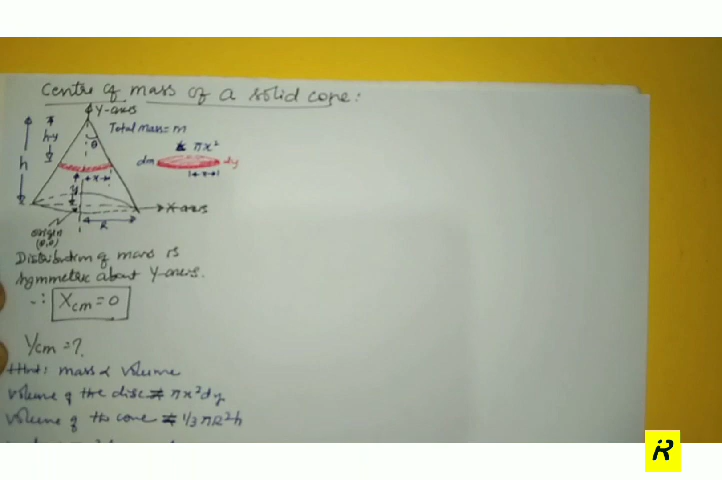 Centre of mass of a solid cone:
Y-axis
Total mass = m
h-y
θ
πx²
h
dm
dy
x
x
y
X-axis
R
origin
(0,0)
Distribution of mass is
symmetric about Y-axis.
∴ Xcm = 0
Ycm = ?
Hint: mass α volume
Volume of the disc = πx²dy
Volume of the cone = 1/3 πR²h
R